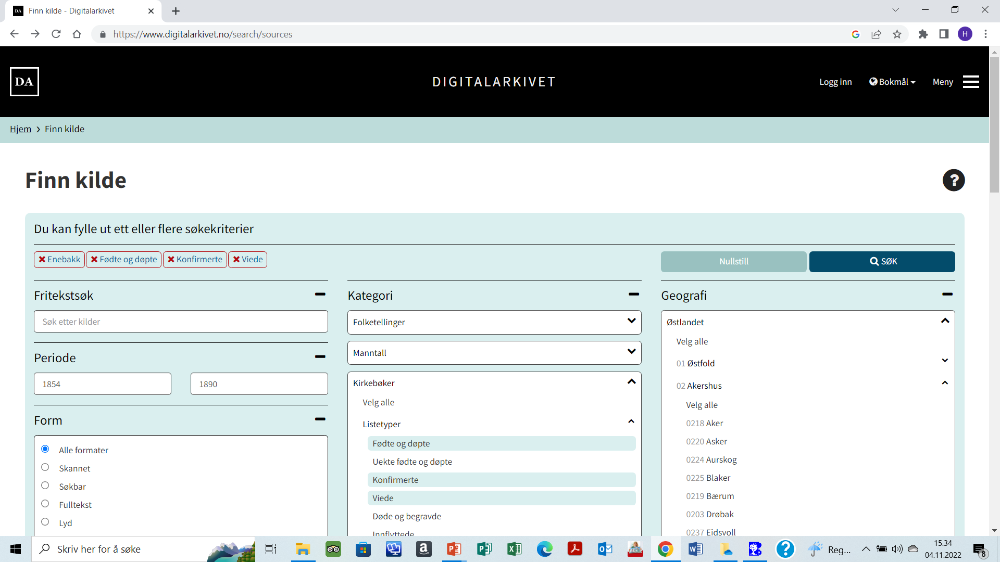 DA Finn kilde - Digitalarkivet
https://www.digitalarkivet.no/search/sources
H
DA
DIGITALARKIVET
Logg inn
Bokmål
Meny
Hjem
Finn kilde
Finn kilde
?
Du kan fylle ut ett eller flere søkekriterier
Enebakk
Fødte og døpte
Konfirmerte
Viede
Nullstill
SØK
Fritekstsøk
Søk etter kilder
Periode
1854
1890
Form
Alle formater
Skannet
Søkbar
Fulltekst
Lyd
Kategori
Folketellinger
Manntall
Kirkebøker
Velg alle
Listetyper
Fødte og døpte
Uekte fødte og døpte
Konfirmerte
Viede
Døde og begravde
Innflyttede
Geografi
Østlandet
Velg alle
01 Østfold
02 Akershus
Velg alle
0218 Aker
0220 Asker
0224 Aurskog
0225 Blaker
0219 Bærum
0203 Drøbak
0237 Eidsvoll
Skriv her for å søke
Reg...
15.34
04.11.2022
8